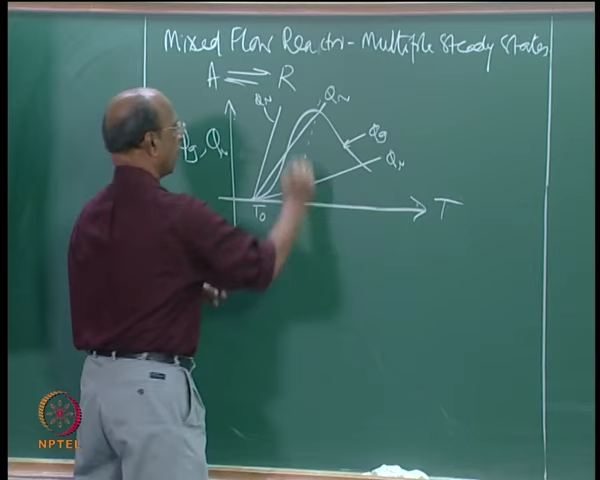 Mixed Flow Reactor - Multiple Steady States
A ⇌ R
Qr
Qr
Qg, Qr
Qg
Qr
T0
T
NPTEL